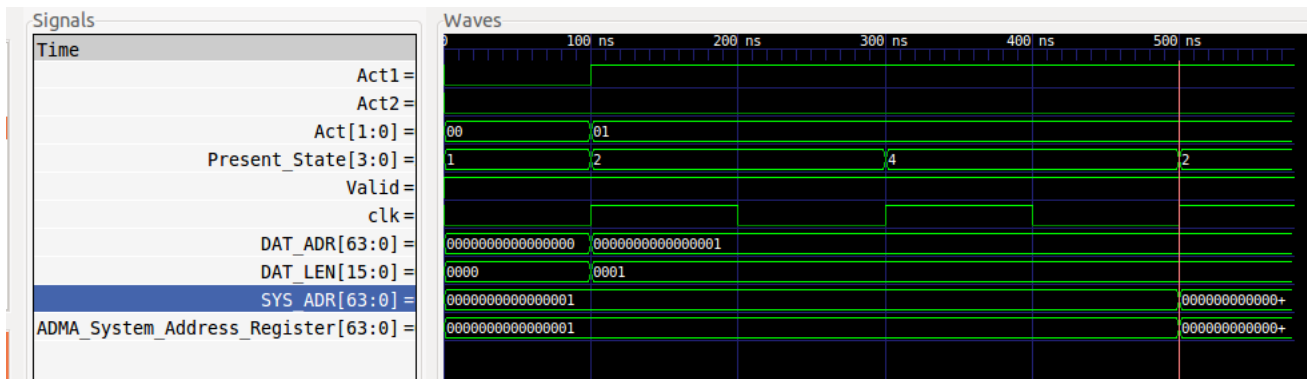 Signals
Waves
Time
0 100 ns 200 ns 300 ns 400 ns 500 ns
Act1=
Act2=
Act[1:0]= 00 01
Present_State[3:0]= 1 2 4 2
Valid=
clk=
DAT_ADR[63:0]= 0000000000000000 0000000000000001
DAT_LEN[15:0]= 0000 0001
SYS_ADR[63:0]= 0000000000000001 000000000000+
ADMA_System_Address_Register[63:0]= 0000000000000001 000000000000+